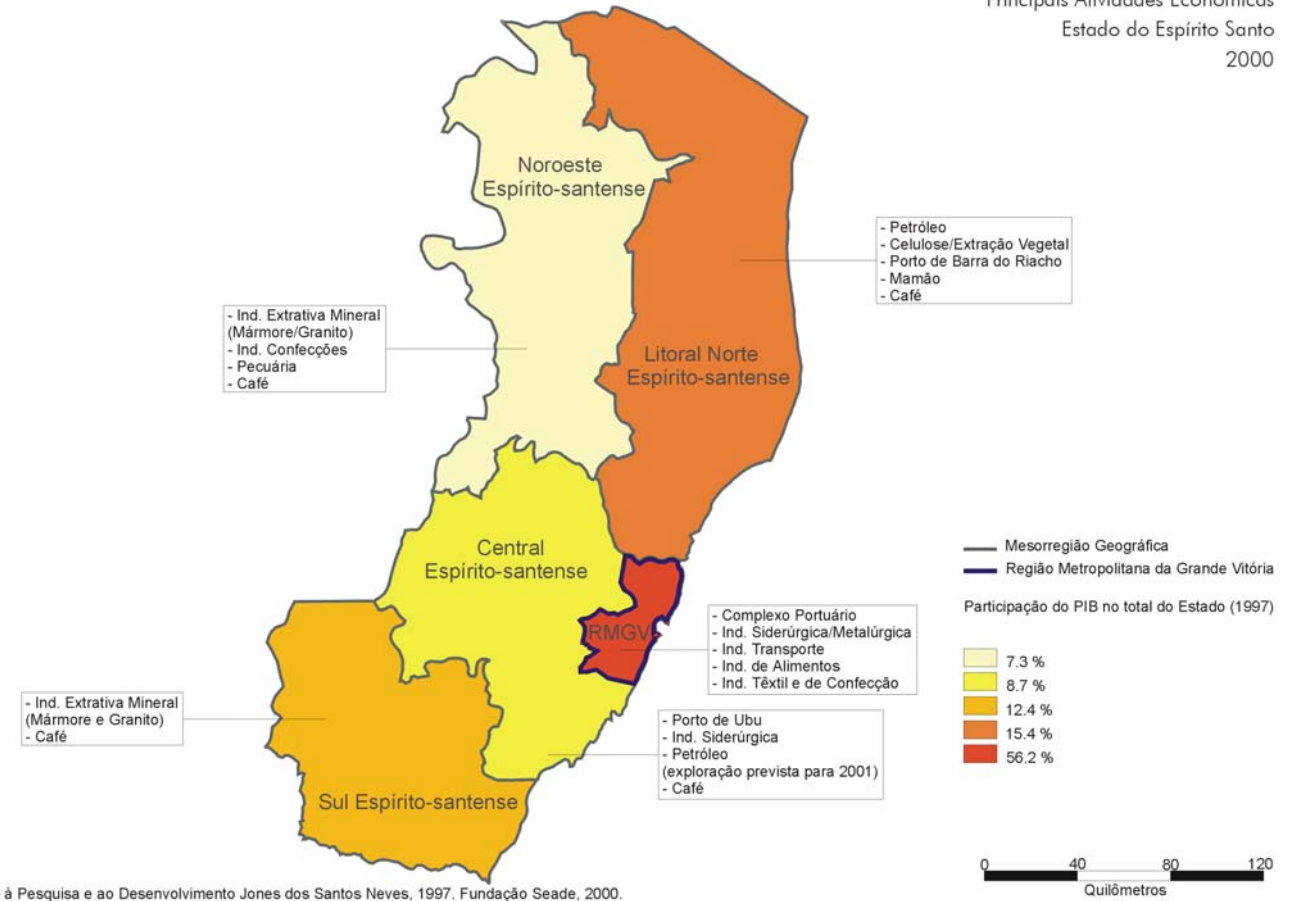 Principais Atividades Econômicas
Estado do Espírito Santo
2000
Noroeste
Espírito-santense
- Petróleo
- Celulose/Extração Vegetal
- Porto de Barra do Riacho
- Mamão
- Café
- Ind. Extrativa Mineral
(Mármore/Granito)
- Ind. Confecções
- Pecuária
- Café
Litoral Norte
Espírito-santense
Central
Espírito-santense
Mesorregião Geográfica
Região Metropolitana da Grande Vitória
Participação do PIB no total do Estado (1997)
7.3 %
8.7 %
12.4 %
15.4 %
56.2 %
RMGV
- Complexo Portuário
- Ind. Siderúrgica/Metalúrgica
- Ind. Transporte
- Ind. de Alimentos
- Ind. Têxtil e de Confecção
- Ind. Extrativa Mineral
(Mármore e Granito)
- Café
- Porto de Ubu
- Ind. Siderúrgica
- Petróleo
(exploração prevista para 2001)
- Café
Sul Espírito-santense
0 40 80 120
Quilômetros
à Pesquisa e ao Desenvolvimento Jones dos Santos Neves, 1997. Fundação Seade, 2000.